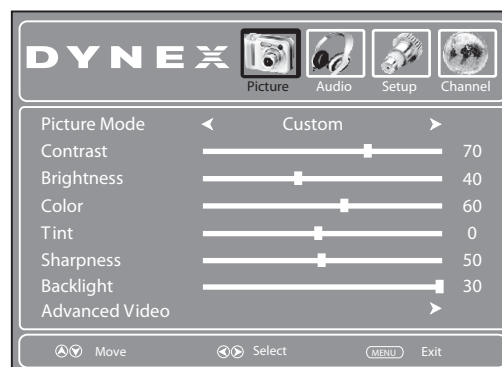 DYNEX
Picture Audio Setup Channel
Picture Mode Custom
Contrast 70
Brightness 40
Color 60
Tint 0
Sharpness 50
Backlight 30
Advanced Video
Move Select MENU Exit